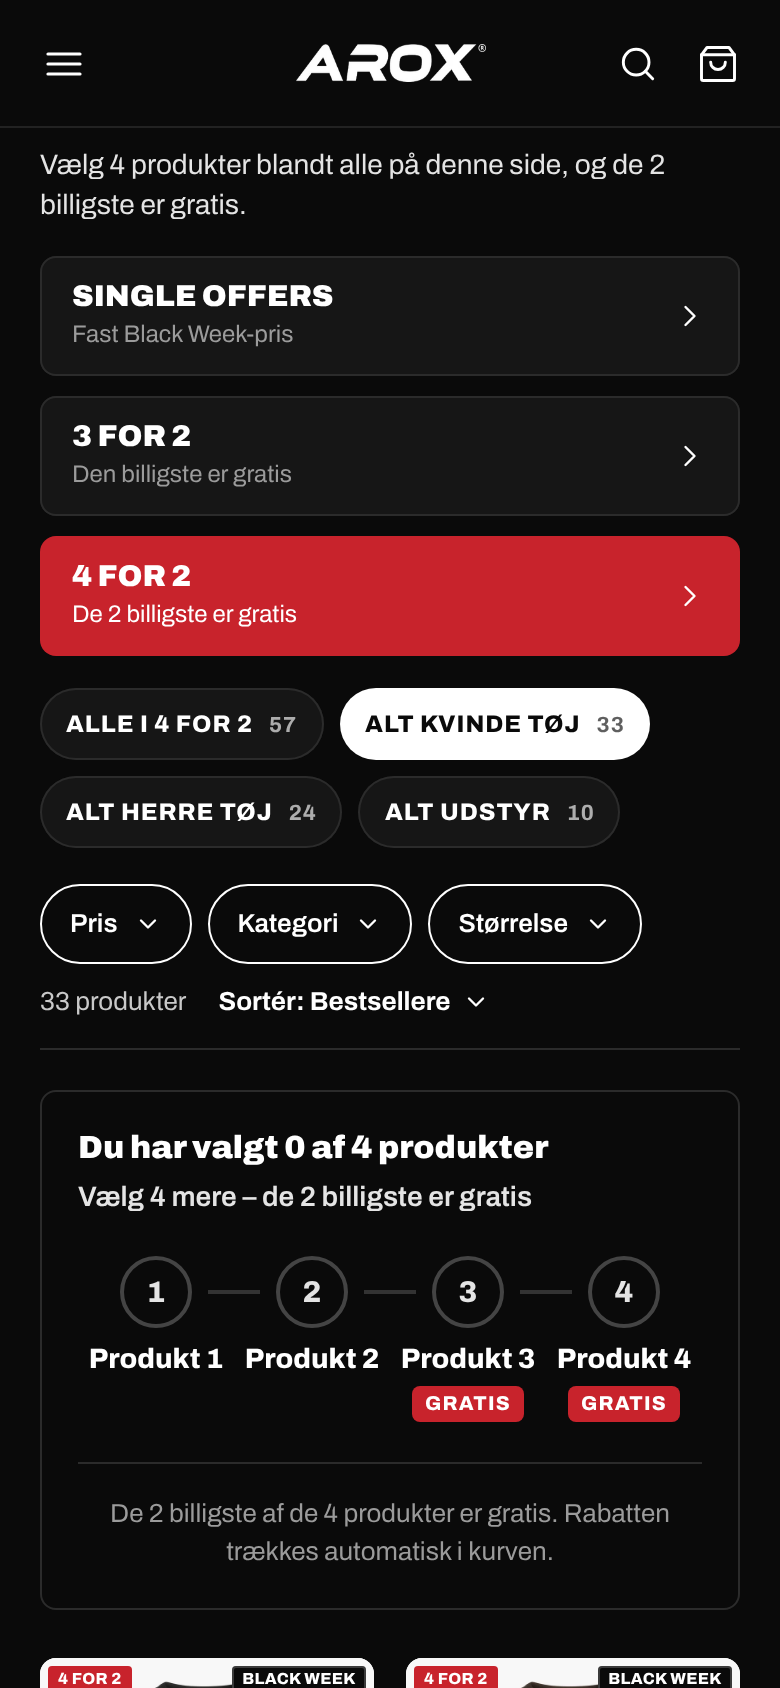 AROX®
Vælg 4 produkter blandt alle på denne side, og de 2
billigste er gratis.
SINGLE OFFERS
Fast Black Week-pris
3 FOR 2
Den billigste er gratis
4 FOR 2
De 2 billigste er gratis
ALLE I 4 FOR 2 57
ALT KVINDE TØJ 33
ALT HERRE TØJ 24
ALT UDSTYR 10
Pris
Kategori
Størrelse
33 produkter
Sortér: Bestsellere
Du har valgt 0 af 4 produkter
Vælg 4 mere – de 2 billigste er gratis
1 2 3 4
Produkt 1 Produkt 2 Produkt 3 Produkt 4
GRATIS GRATIS
De 2 billigste af de 4 produkter er gratis. Rabatten
trækkes automatisk i kurven.
4 FOR 2 BLACK WEEK
4 FOR 2 BLACK WEEK